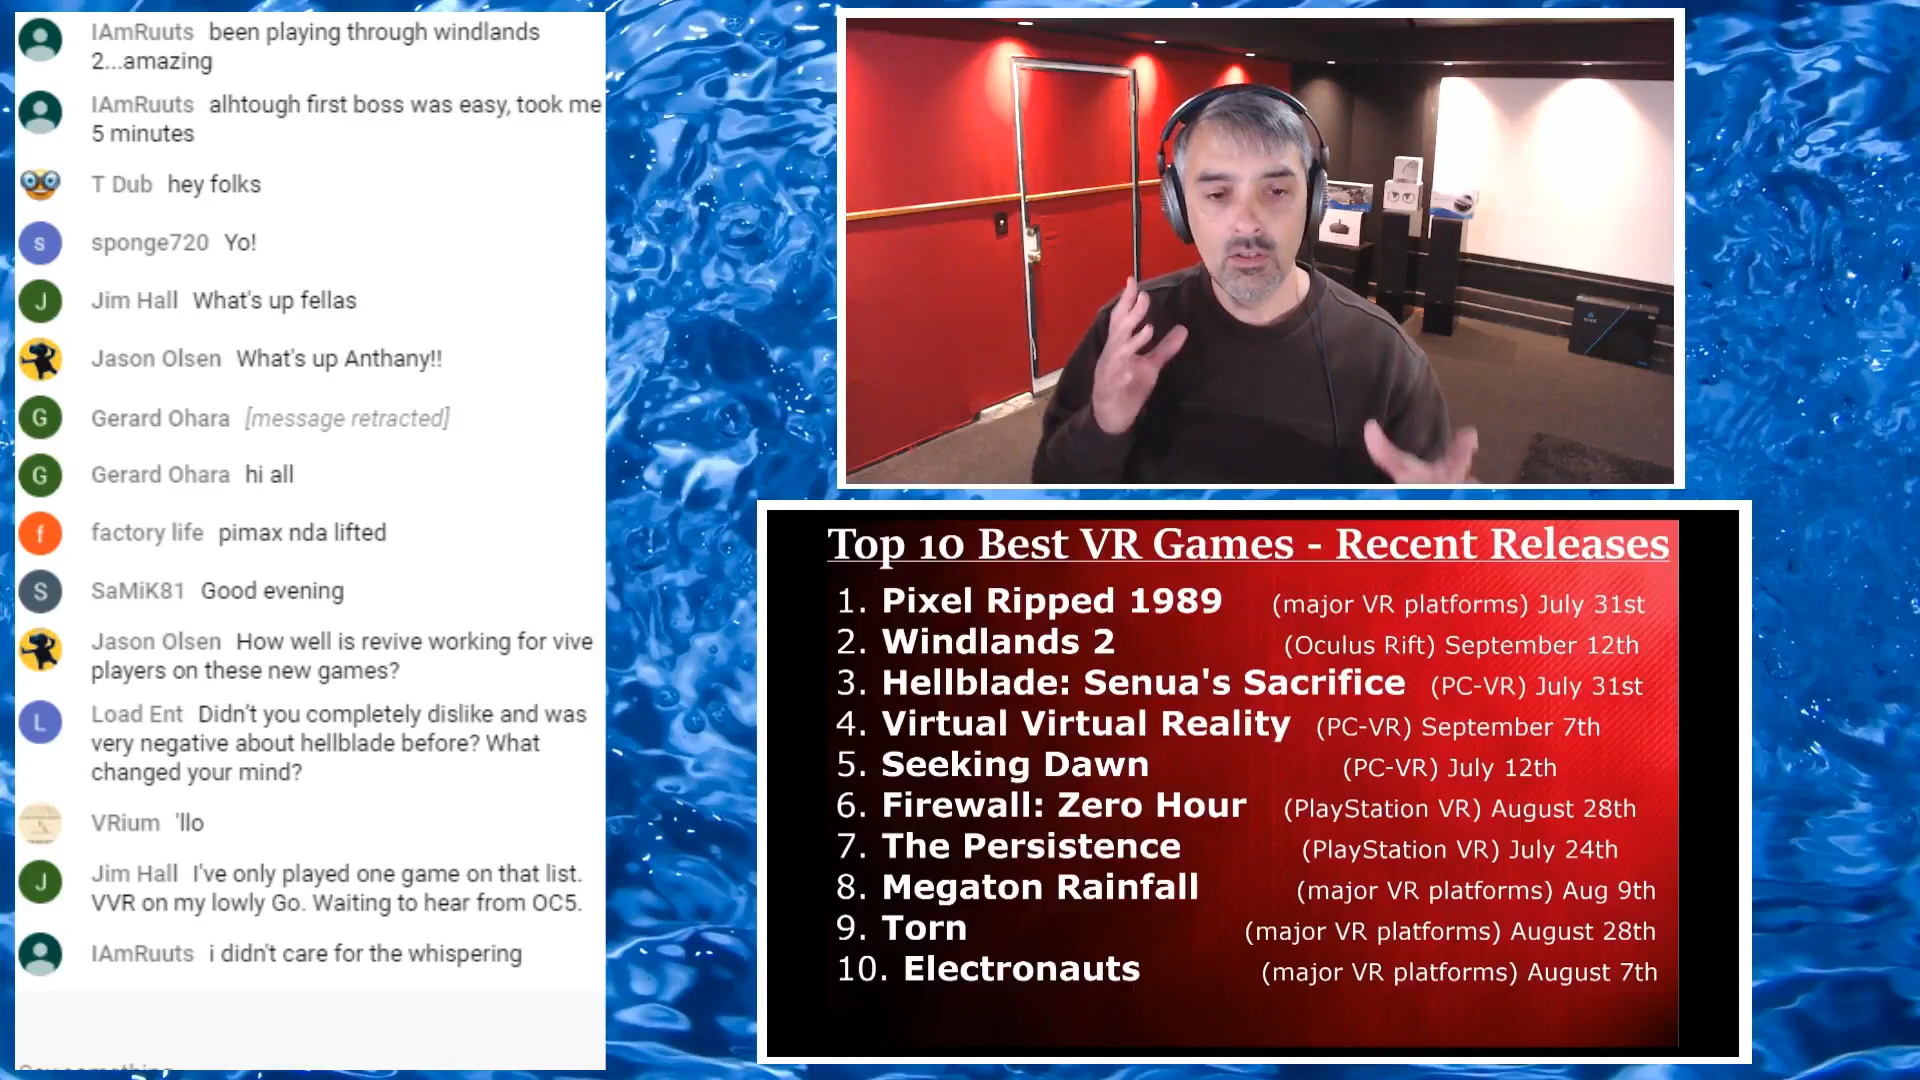 IAmRuuts been playing through windlands
2...amazing
IAmRuuts alhtough first boss was easy, took me
5 minutes
T Dub hey folks
s
sponge720 Yo!
J
Jim Hall What's up fellas
Jason Olsen What's up Anthany!!
G
Gerard Ohara [message retracted]
G
Gerard Ohara hi all
f
factory life pimax nda lifted
S
SaMiK81 Good evening
Jason Olsen How well is revive working for vive
players on these new games?
L
Load Ent Didn't you completely dislike and was
very negative about hellblade before? What
changed your mind?
VRium 'llo
J
Jim Hall I've only played one game on that list.
VVR on my lowly Go. Waiting to hear from OC5.
IAmRuuts i didn't care for the whispering
VIVE
Top 10 Best VR Games - Recent Releases
1. Pixel Ripped 1989 (major VR platforms) July 31st
2. Windlands 2 (Oculus Rift) September 12th
3. Hellblade: Senua's Sacrifice (PC-VR) July 31st
4. Virtual Virtual Reality (PC-VR) September 7th
5. Seeking Dawn (PC-VR) July 12th
6. Firewall: Zero Hour (PlayStation VR) August 28th
7. The Persistence (PlayStation VR) July 24th
8. Megaton Rainfall (major VR platforms) Aug 9th
9. Torn (major VR platforms) August 28th
10. Electronauts (major VR platforms) August 7th